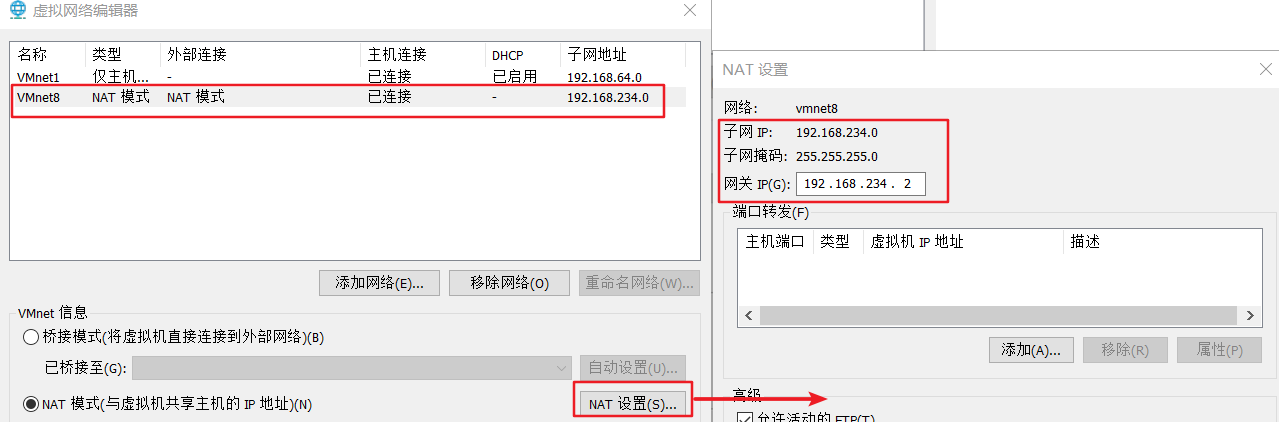 虚拟网络编辑器
名称 类型 外部连接 主机连接 DHCP 子网地址
VMnet1 仅主机... - 已连接 已启用 192.168.64.0
VMnet8 NAT 模式 NAT 模式 已连接 - 192.168.234.0
添加网络(E)... 移除网络(O) 重命名网络(W)...
VMnet 信息
桥接模式(将虚拟机直接连接到外部网络)(B)
已桥接至(G): 自动设置(U)...
NAT 模式(与虚拟机共享主机的 IP 地址)(N) NAT 设置(S)...
NAT 设置
网络: vmnet8
子网 IP: 192.168.234.0
子网掩码: 255.255.255.0
网关 IP(G): 192 . 168 . 234 . 2
端口转发(F)
主机端口 类型 虚拟机 IP 地址 描述
添加(A)... 移除(R) 属性(P)
高级
允许活动的 FTP(T)